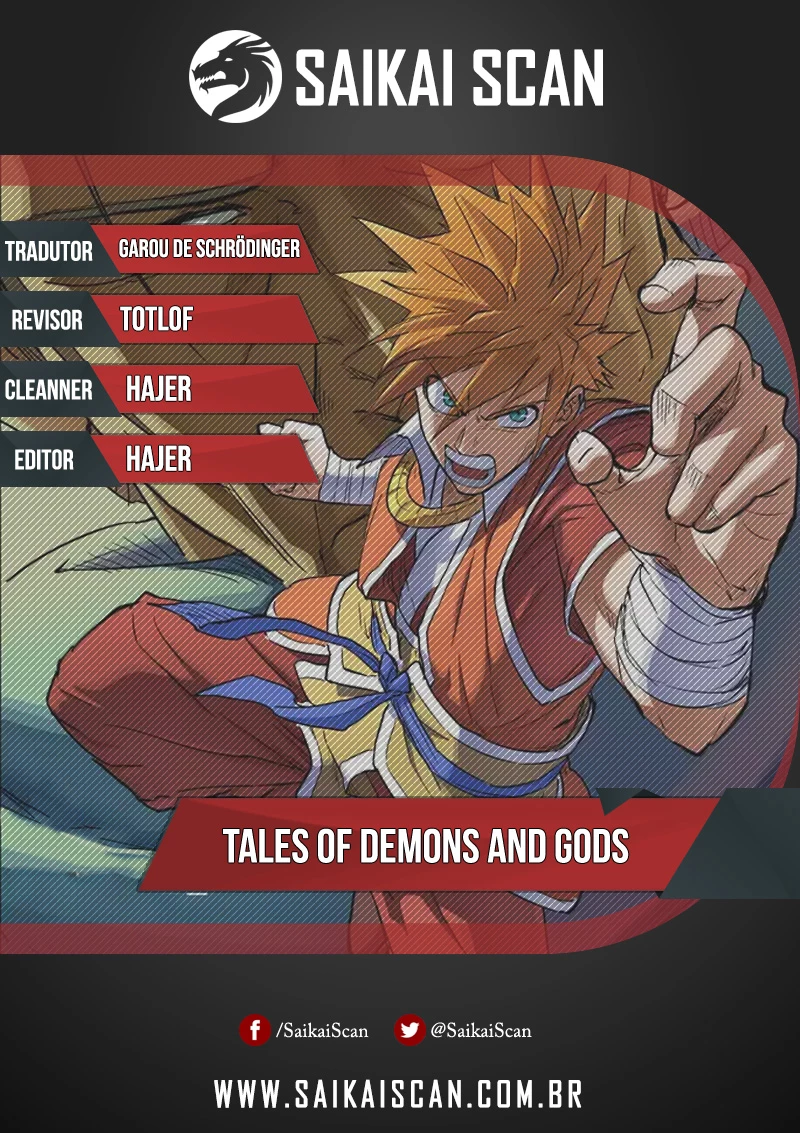 SAIKAI SCAN
TRADUTOR GAROU DE SCHRÖDINGER
REVISOR TOTLOF
CLEANNER HAJER
EDITOR HAJER
TALES OF DEMONS AND GODS
/SaikaiScan @SaikaiScan
WWW.SAIKAISCAN.COM.BR